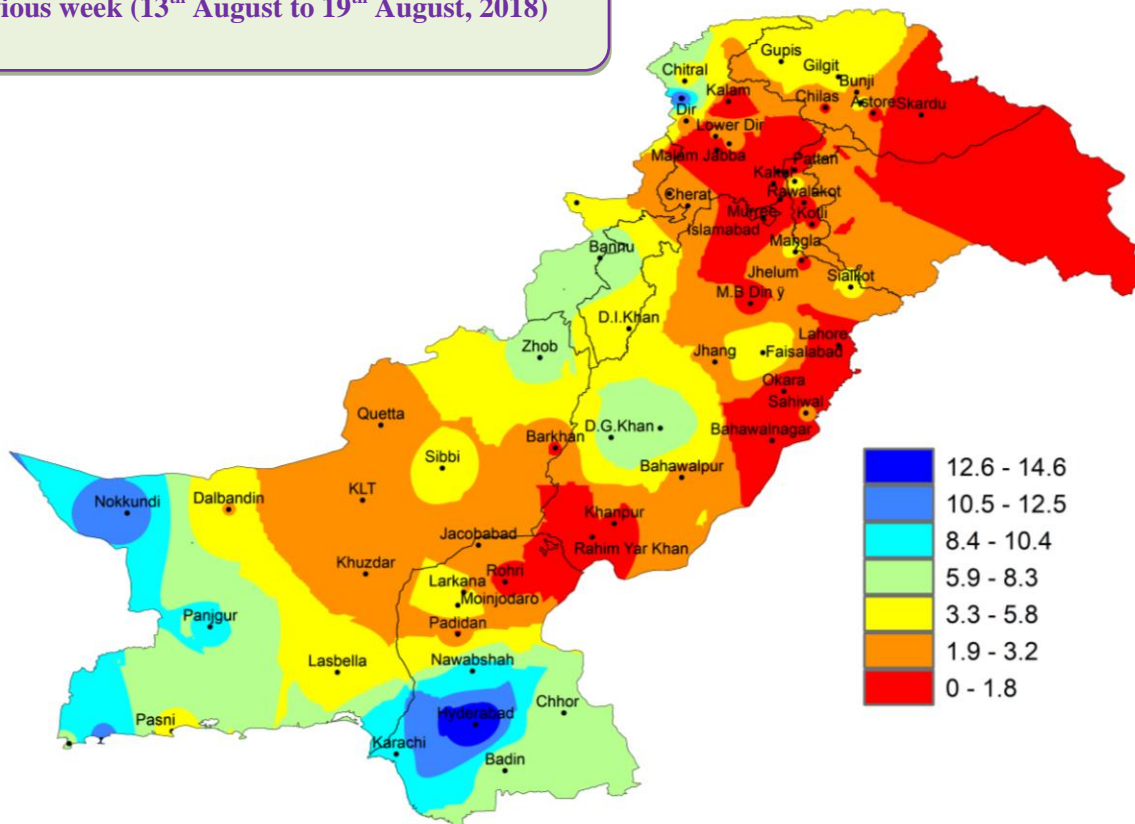 vious week (13th August to 19th August, 2018)
Gupis
Gilgit
Chitral
Bunji
Kalam
Chilas
Astore
Skardu
Dir
Lower Dir
Malam Jabba
Pattan
Cherat
Rawalakot
Murree
Kotli
Islamabad
Mangla
Bannu
Jhelum
Sialkot
M.B Din ÿ
D.I.Khan
Zhob
Lahore
Jhang
Faisalabad
Okara
Sahiwal
Quetta
D.G.Khan
Bahawalnagar
Barkhan
Sibbi
Bahawalpur
Nokkundi
Dalbandin
KLT
Khanpur
Jacobabad
Rahim Yar Khan
Khuzdar
Rohri
Larkana
Moinjodaro
Panjgur
Padidan
Lasbella
Nawabshah
Chhor
Pasni
Hyderabad
Karachi
Badin
12.6 - 14.6
10.5 - 12.5
8.4 - 10.4
5.9 - 8.3
3.3 - 5.8
1.9 - 3.2
0 - 1.8